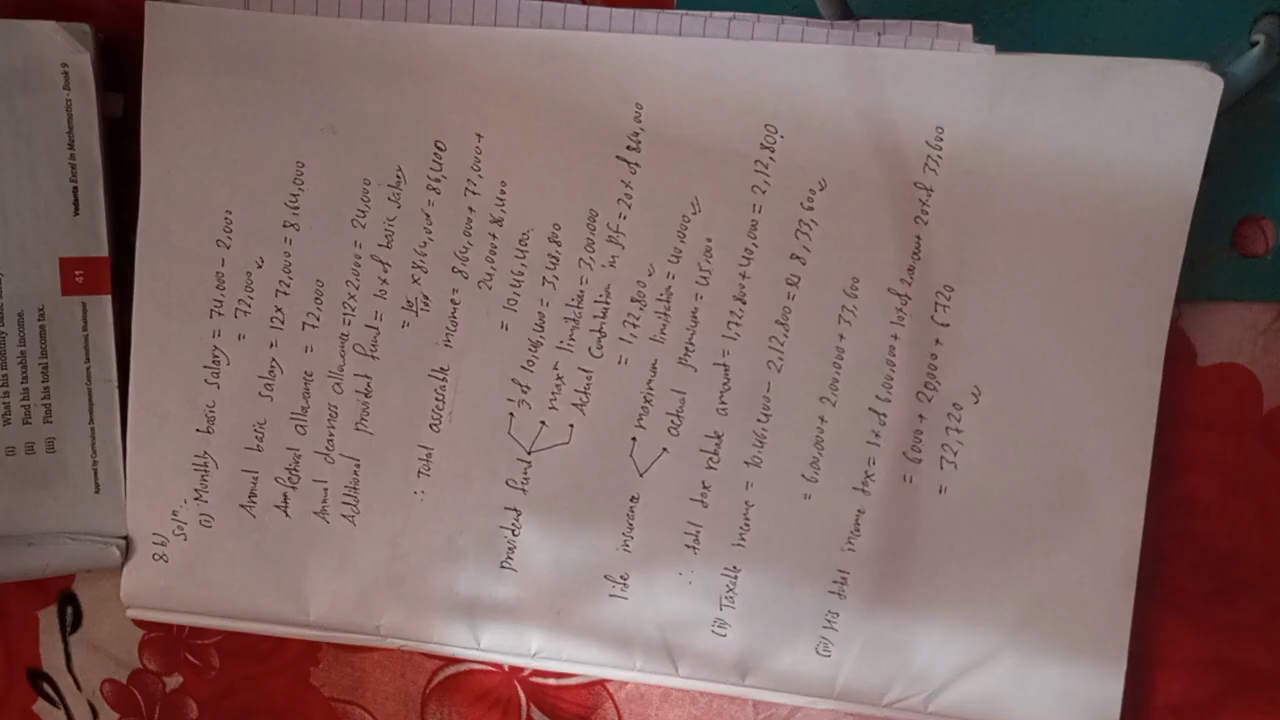 (i) What is his monthly
(ii) Find his taxable income.
(iii) Find his total income tax.
Approved by Curriculum Development Centre, Sanothimi, Bhaktapur
41
Vedanta Excel in Mathematics - Book 9
8 b)
Solⁿ:-
(i) Monthly basic salary = 74,000 - 2,000
= 72,000
Annual basic salary = 12 × 72,000 = 8,64,000
festival allowance = 72,000
Annual dearness allowance = 12×2,000 = 24,000
Additional provident fund = 10% of basic salary
= 10/100 × 8,64,000 = 86,400
∴ Total assessable income = 8,64,000 + 72,000 +
24,000 + 86,400
= 10,46,400.
Provident fund → 1/3 of 10,46,400 = 3,48,800
→ maxᵐ limitation = 3,00,000
→ Actual Contribution in PF = 20% of 864,000
= 1,72,800
life insurance → maximum limitation = 40,000
→ actual premium = 45,000
∴ total tax rebate amount = 1,72,800 + 40,000 = 2,12,800
(ii) Taxable income = 10,46,400 - 2,12,800 = 8,33,600
= 6,00,000 + 2,00,000 + 33,600
(iii) His total income tax = 1% of 6,00,000 + 10% of 2,00,000 + 20% of 33,600
= 6000 + 20,000 + 6720
= 32,720